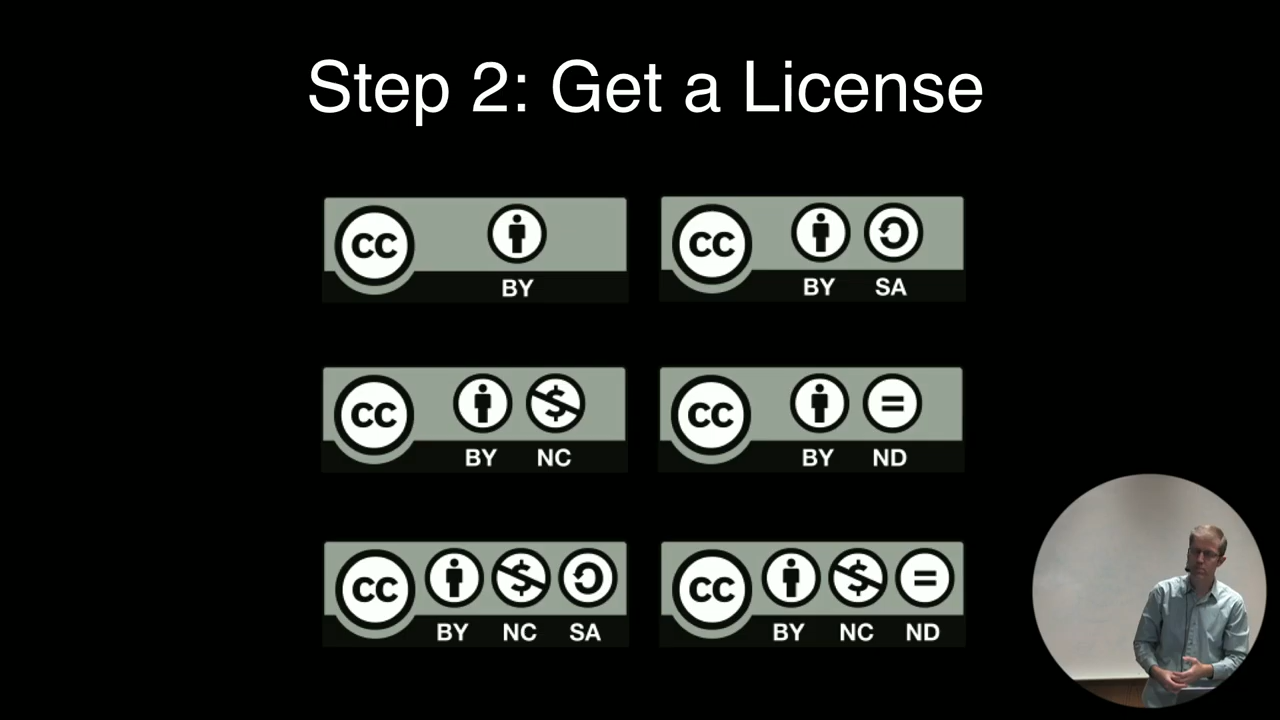 Step 2: Get a License
CC BY
CC BY SA
CC BY NC
CC BY ND
CC BY NC SA
CC BY NC ND